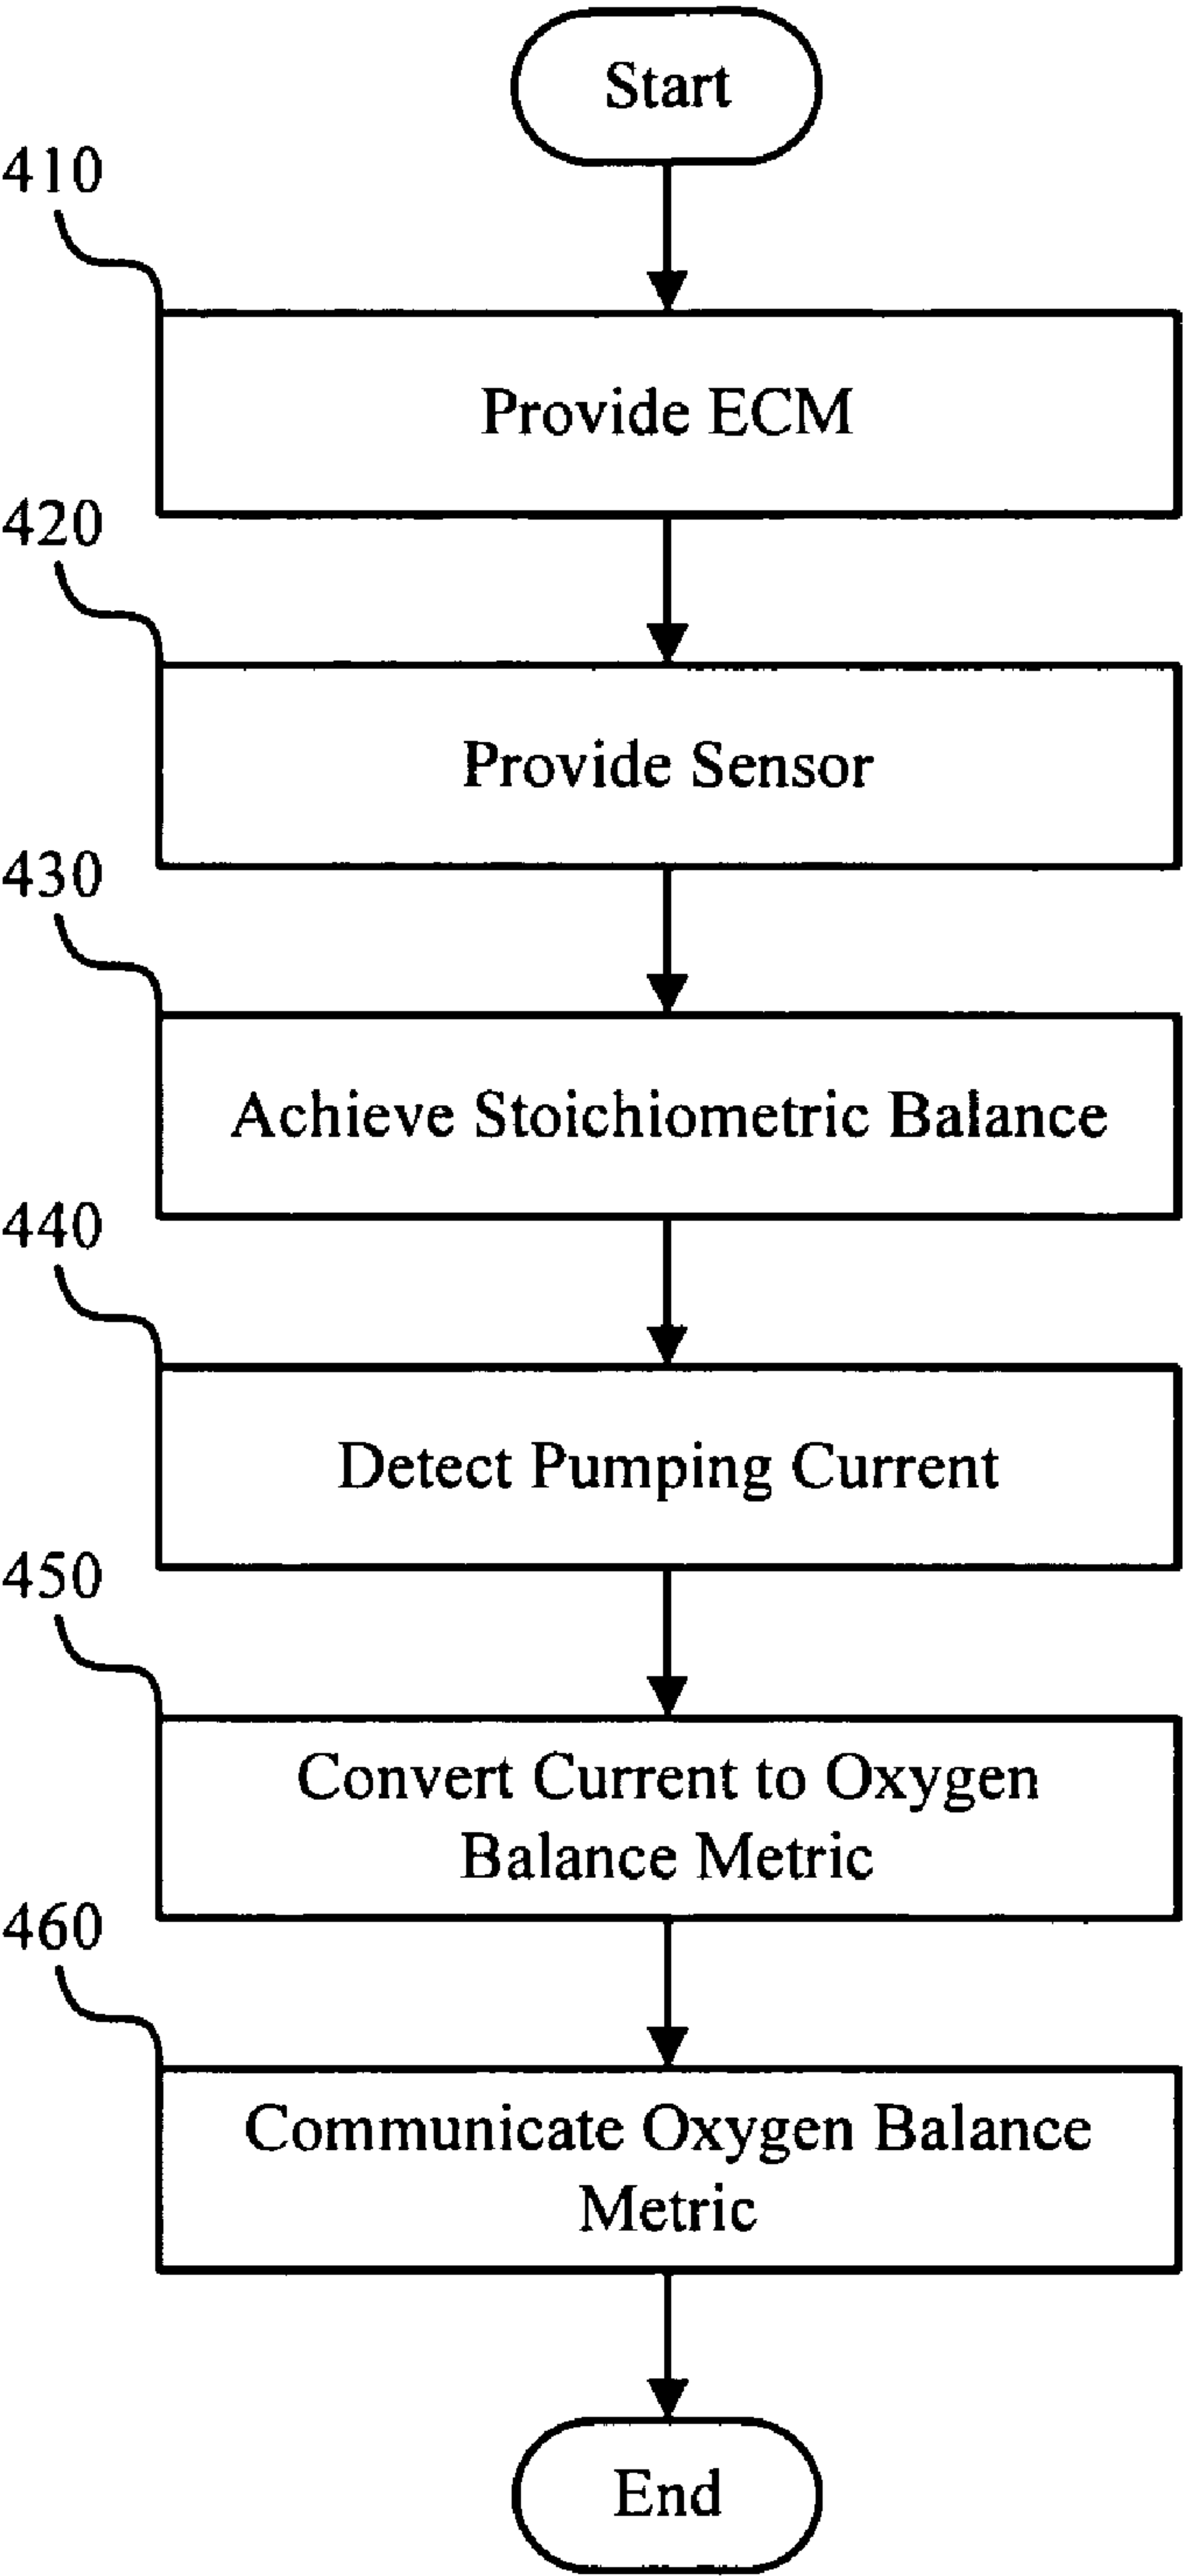 Start
410
Provide ECM
420
Provide Sensor
430
Achieve Stoichiometric Balance
440
Detect Pumping Current
450
Convert Current to Oxygen
Balance Metric
460
Communicate Oxygen Balance
Metric
End